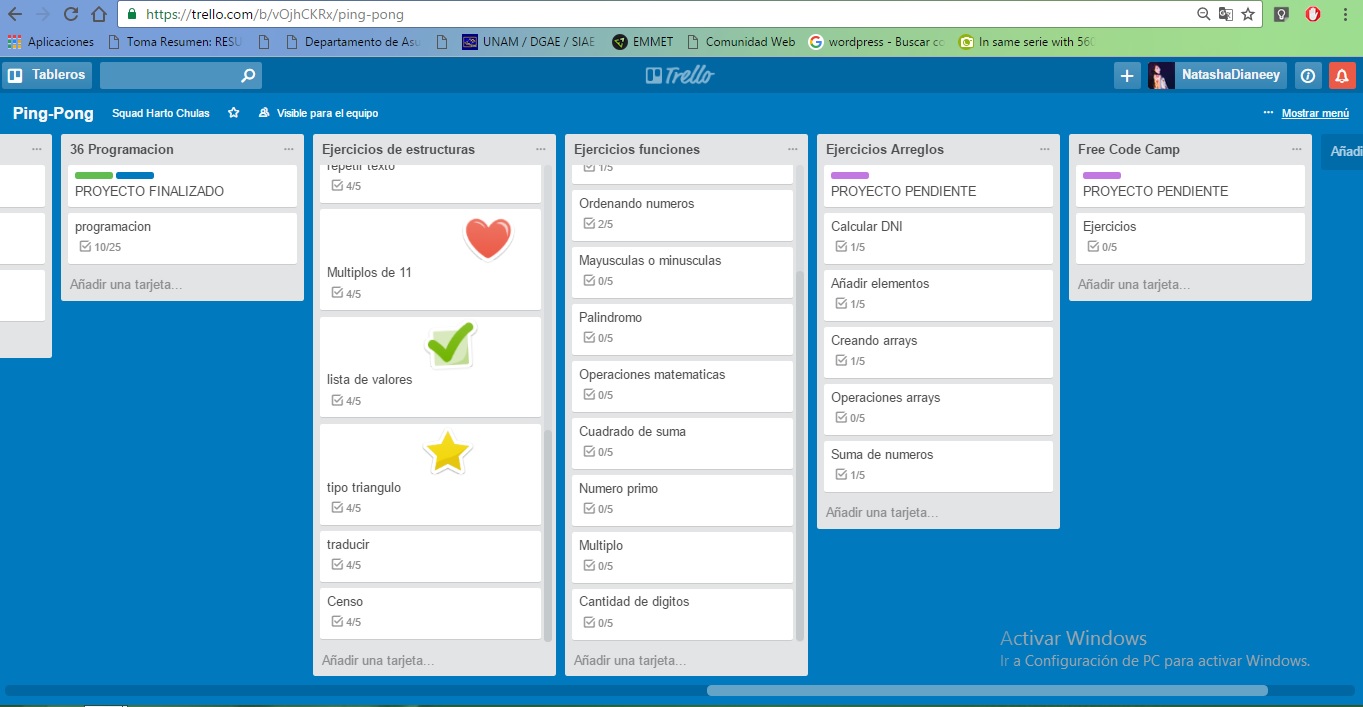 https://trello.com/b/vOjhCKRx/ping-pong
Aplicaciones
Toma Resumen: RESU
Departamento de Asu
UNAM / DGAE / SIAE
EMMET
Comunidad Web
wordpress - Buscar co
In same serie with 560
Tableros
Trello
NatashaDianeey
Ping-Pong
Squad Harto Chulas
Visible para el equipo
Mostrar menú
36 Programacion
PROYECTO FINALIZADO
programacion
10/25
Añadir una tarjeta...
Ejercicios de estructuras
repetir texto
4/5
Multiplos de 11
4/5
lista de valores
4/5
tipo triangulo
4/5
traducir
4/5
Censo
4/5
Añadir una tarjeta...
Ejercicios funciones
1/5
Ordenando numeros
2/5
Mayusculas o minusculas
0/5
Palindromo
0/5
Operaciones matematicas
0/5
Cuadrado de suma
0/5
Numero primo
0/5
Multiplo
0/5
Cantidad de digitos
0/5
Añadir una tarjeta...
Ejercicios Arreglos
PROYECTO PENDIENTE
Calcular DNI
1/5
Añadir elementos
1/5
Creando arrays
1/5
Operaciones arrays
0/5
Suma de numeros
1/5
Añadir una tarjeta...
Free Code Camp
PROYECTO PENDIENTE
Ejercicios
0/5
Añadir una tarjeta...
Añadi
Activar Windows
Ir a Configuración de PC para activar Windows.